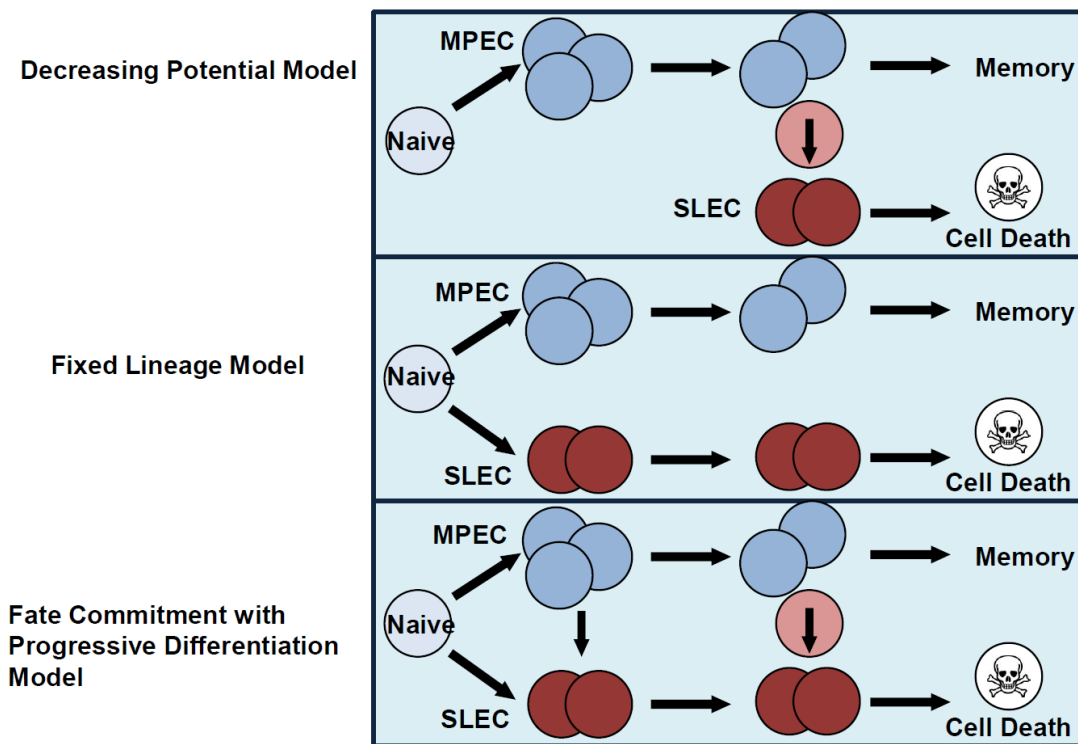 MPEC
Decreasing Potential Model
Memory
Naive
SLEC
Cell Death
MPEC
Memory
Fixed Lineage Model
Naive
SLEC
Cell Death
MPEC
Memory
Fate Commitment with
Progressive Differentiation
Model
Naive
SLEC
Cell Death